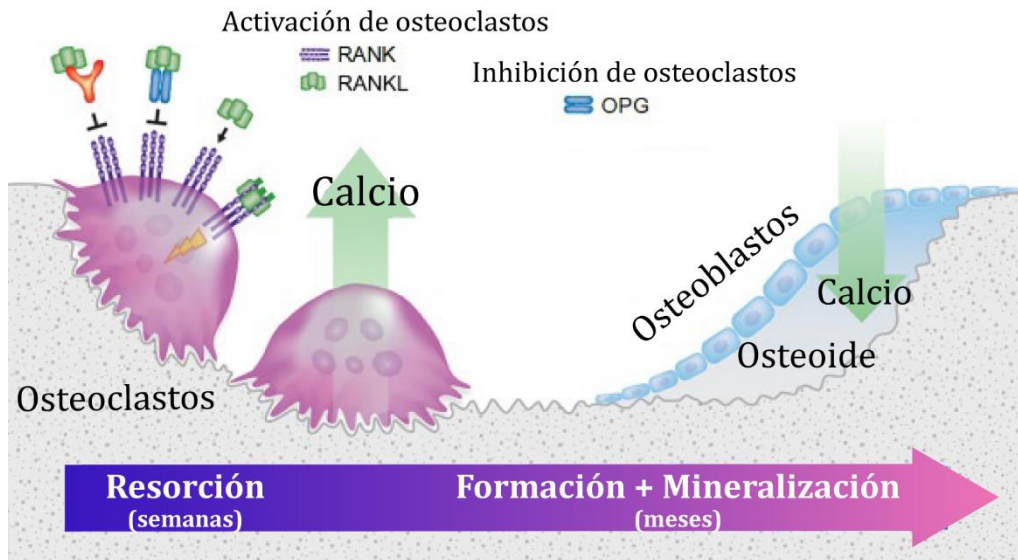 Activación de osteoclastos
RANK
RANKL
Inhibición de osteoclastos
OPG
Calcio
Osteoblastos
Calcio
Osteoide
Osteoclastos
Resorción
(semanas)
Formación + Mineralización
(meses)